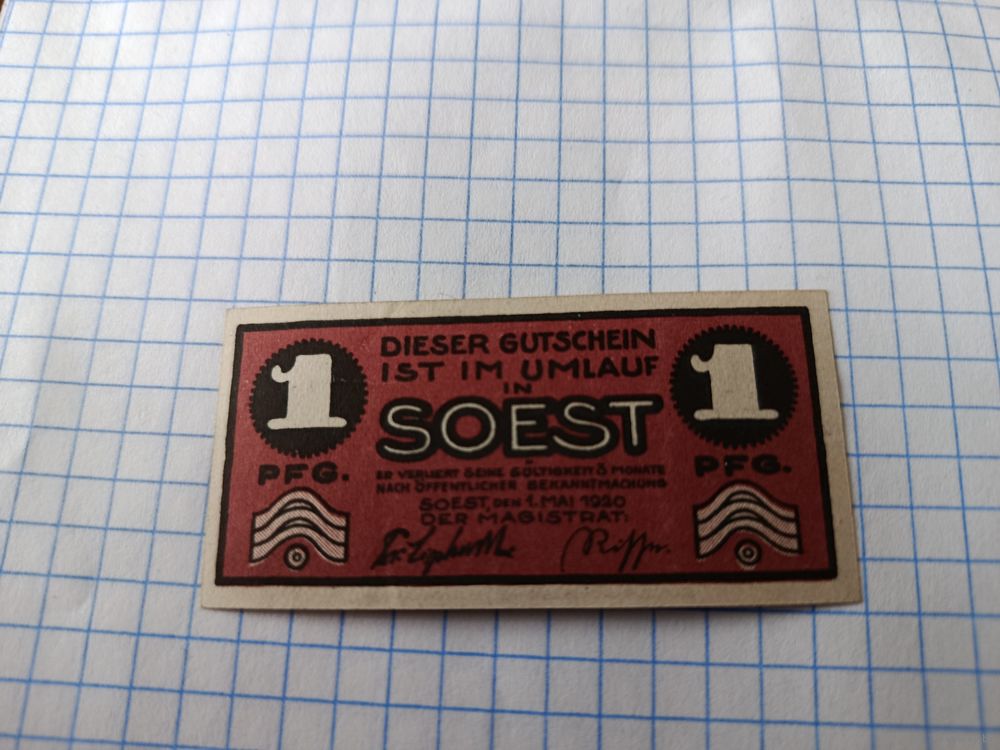 1
PFG.
DIESER GUTSCHEIN
IST IM UMLAUF
IN
SOEST
ER VERLIERT SEINE GÜLTIGKEIT 3 MONATE
NACH ÖFFENTLICHER BEKANNTMACHUNG
SOEST, DEN 1. MAI 1920
DER MAGISTRAT:
1
PFG.